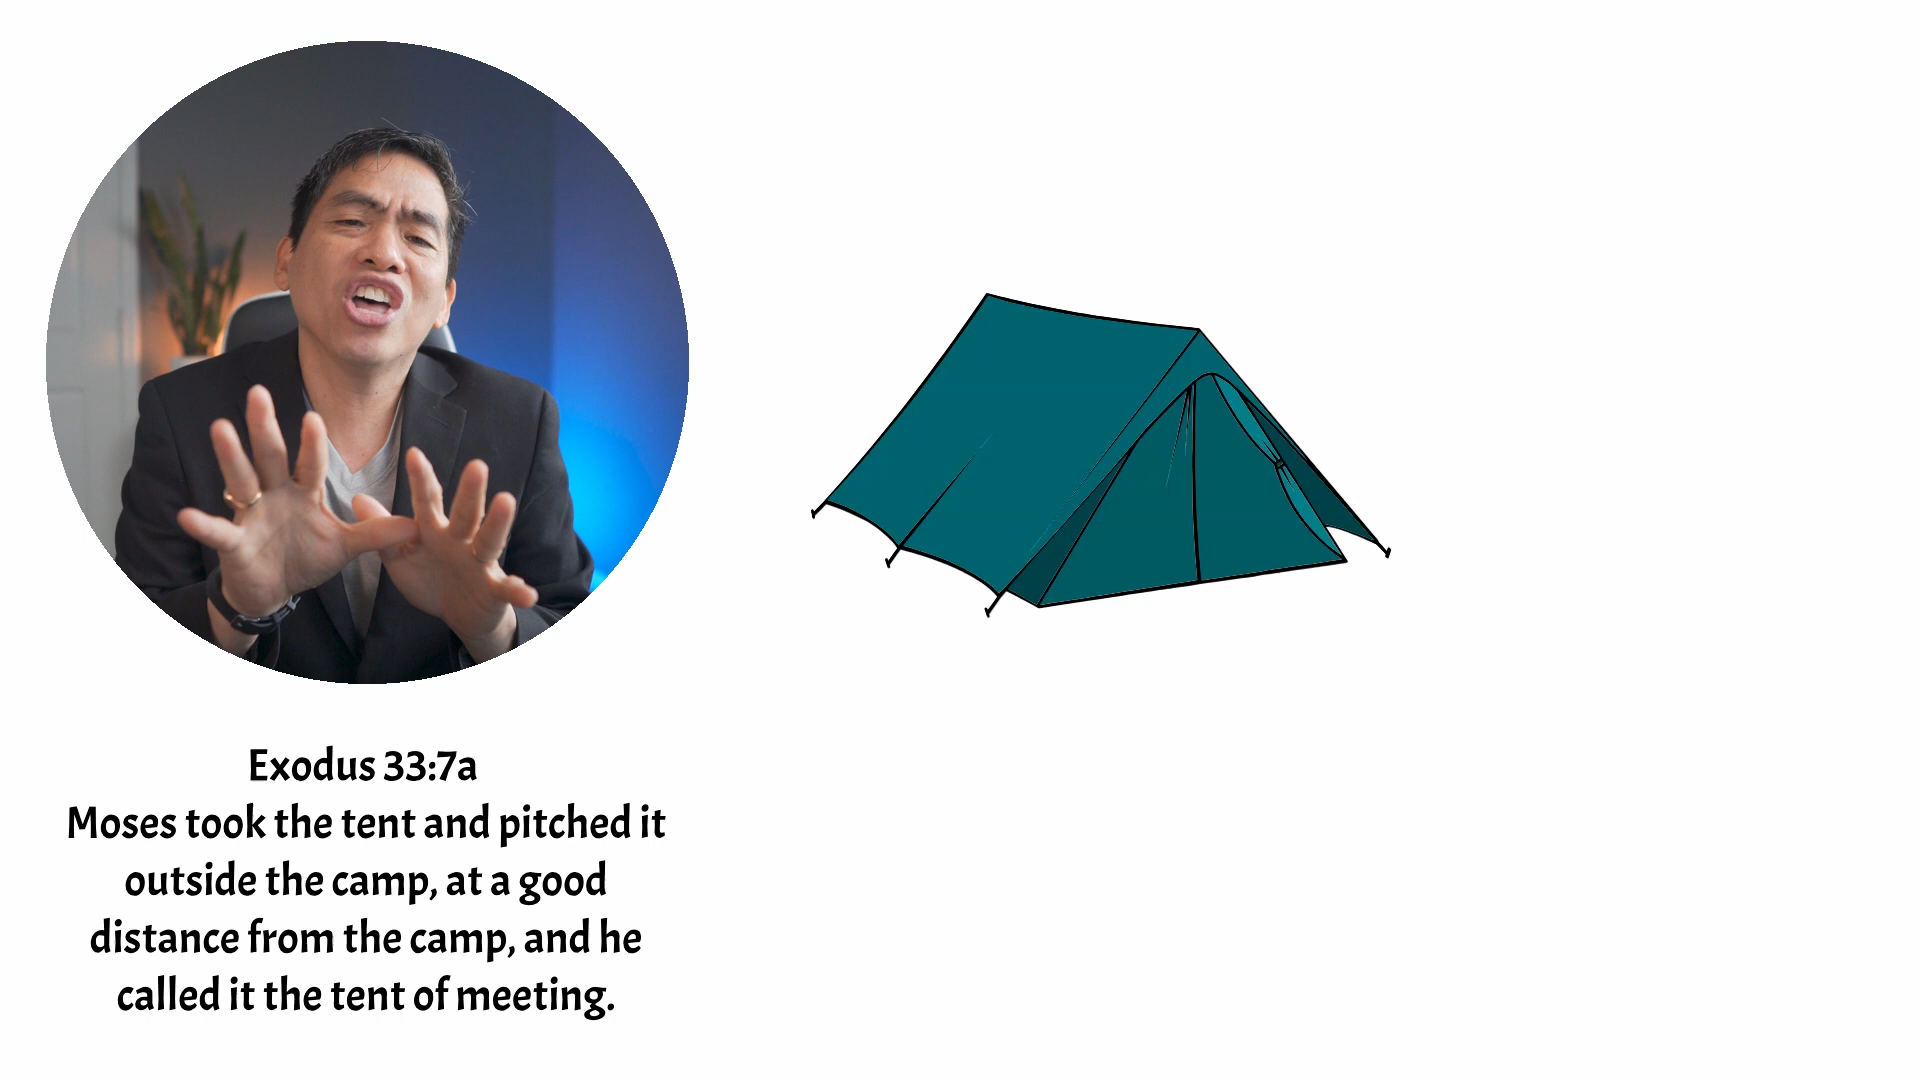 Exodus 33:7a
Moses took the tent and pitched it
outside the camp, at a good
distance from the camp, and he
called it the tent of meeting.